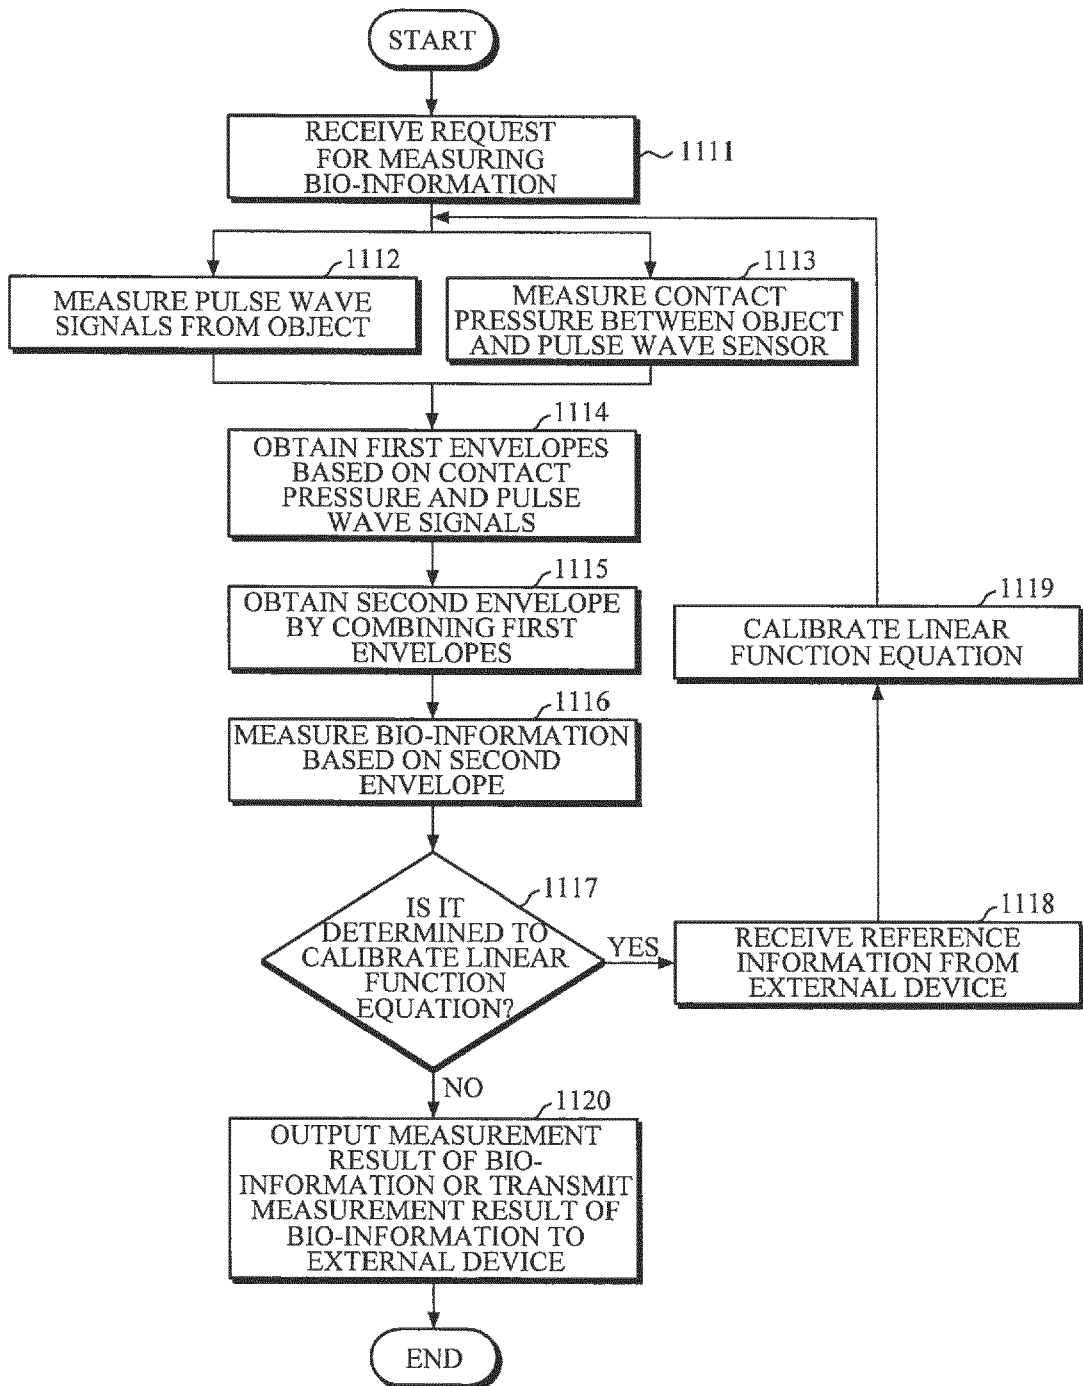 START
RECEIVE REQUEST
FOR MEASURING
BIO-INFORMATION
1111
1112
MEASURE PULSE WAVE
SIGNALS FROM OBJECT
1113
MEASURE CONTACT
PRESSURE BETWEEN OBJECT
AND PULSE WAVE SENSOR
1114
OBTAIN FIRST ENVELOPES
BASED ON CONTACT
PRESSURE AND PULSE
WAVE SIGNALS
1115
OBTAIN SECOND ENVELOPE
BY COMBINING FIRST
ENVELOPES
1119
CALIBRATE LINEAR
FUNCTION EQUATION
1116
MEASURE BIO-INFORMATION
BASED ON SECOND
ENVELOPE
1117
IS IT
DETERMINED TO
CALIBRATE LINEAR
FUNCTION
EQUATION?
YES
1118
RECEIVE REFERENCE
INFORMATION FROM
EXTERNAL DEVICE
NO
1120
OUTPUT MEASUREMENT
RESULT OF BIO-
INFORMATION OR TRANSMIT
MEASUREMENT RESULT OF
BIO-INFORMATION TO
EXTERNAL DEVICE
END